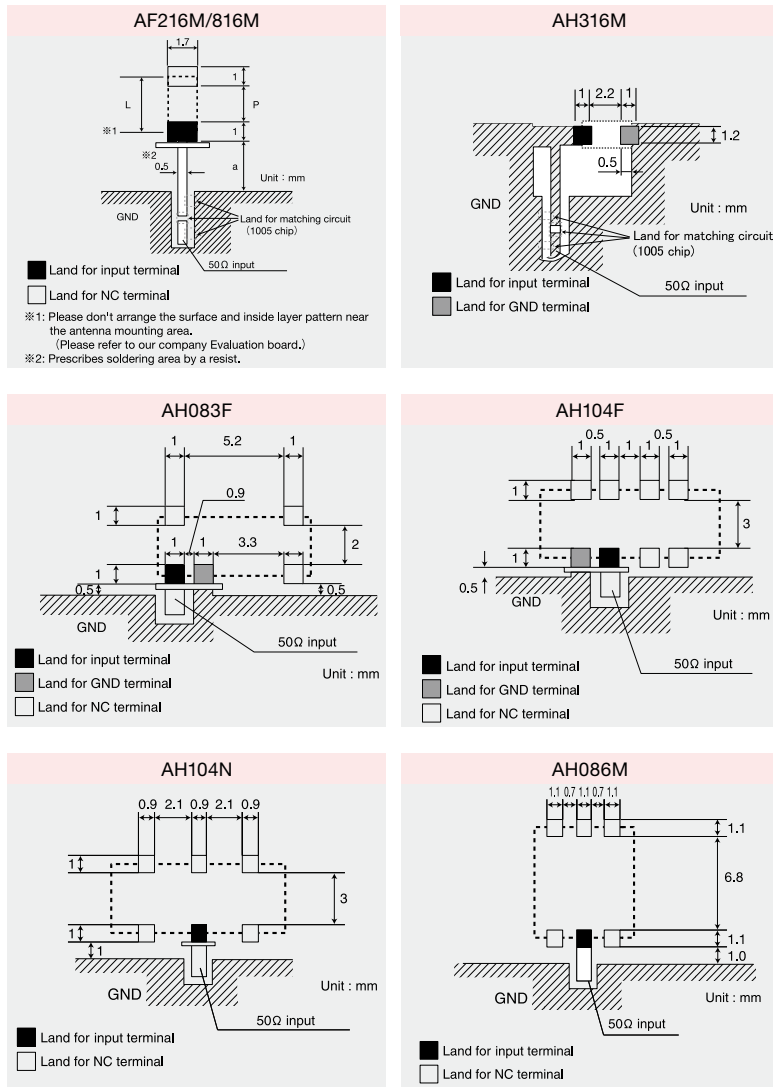 AF216M/816M
1.7
1
L
P
※1
1
※2
0.5
a
Unit : mm
GND
Land for matching circuit
(1005 chip)
50Ω input
Land for input terminal
Land for NC terminal
※1: Please don't arrange the surface and inside layer pattern near
the antenna mounting area.
(Please refer to our company Evaluation board.)
※2: Prescribes soldering area by a resist.
AH316M
1 2.2 1
1.2
0.5
GND
Unit : mm
Land for matching circuit
(1005 chip)
50Ω input
Land for input terminal
Land for GND terminal
AH083F
1 5.2 1
0.9
1
1 1 3.3
2
1
0.5
0.5
GND
50Ω input
Land for input terminal
Unit : mm
Land for GND terminal
Land for NC terminal
AH104F
0.5 0.5
1 1 1 1 1
1
3
1
0.5
GND
Unit : mm
50Ω input
Land for input terminal
Land for GND terminal
Land for NC terminal
AH104N
0.9 2.1 0.9 2.1 0.9
1
3
1
1
GND
Unit : mm
50Ω input
Land for input terminal
Land for NC terminal
AH086M
1.1 0.7 1.1 0.7 1.1
1.1
6.8
1.1
1.0
GND
Unit : mm
50Ω input
Land for input terminal
Land for NC terminal